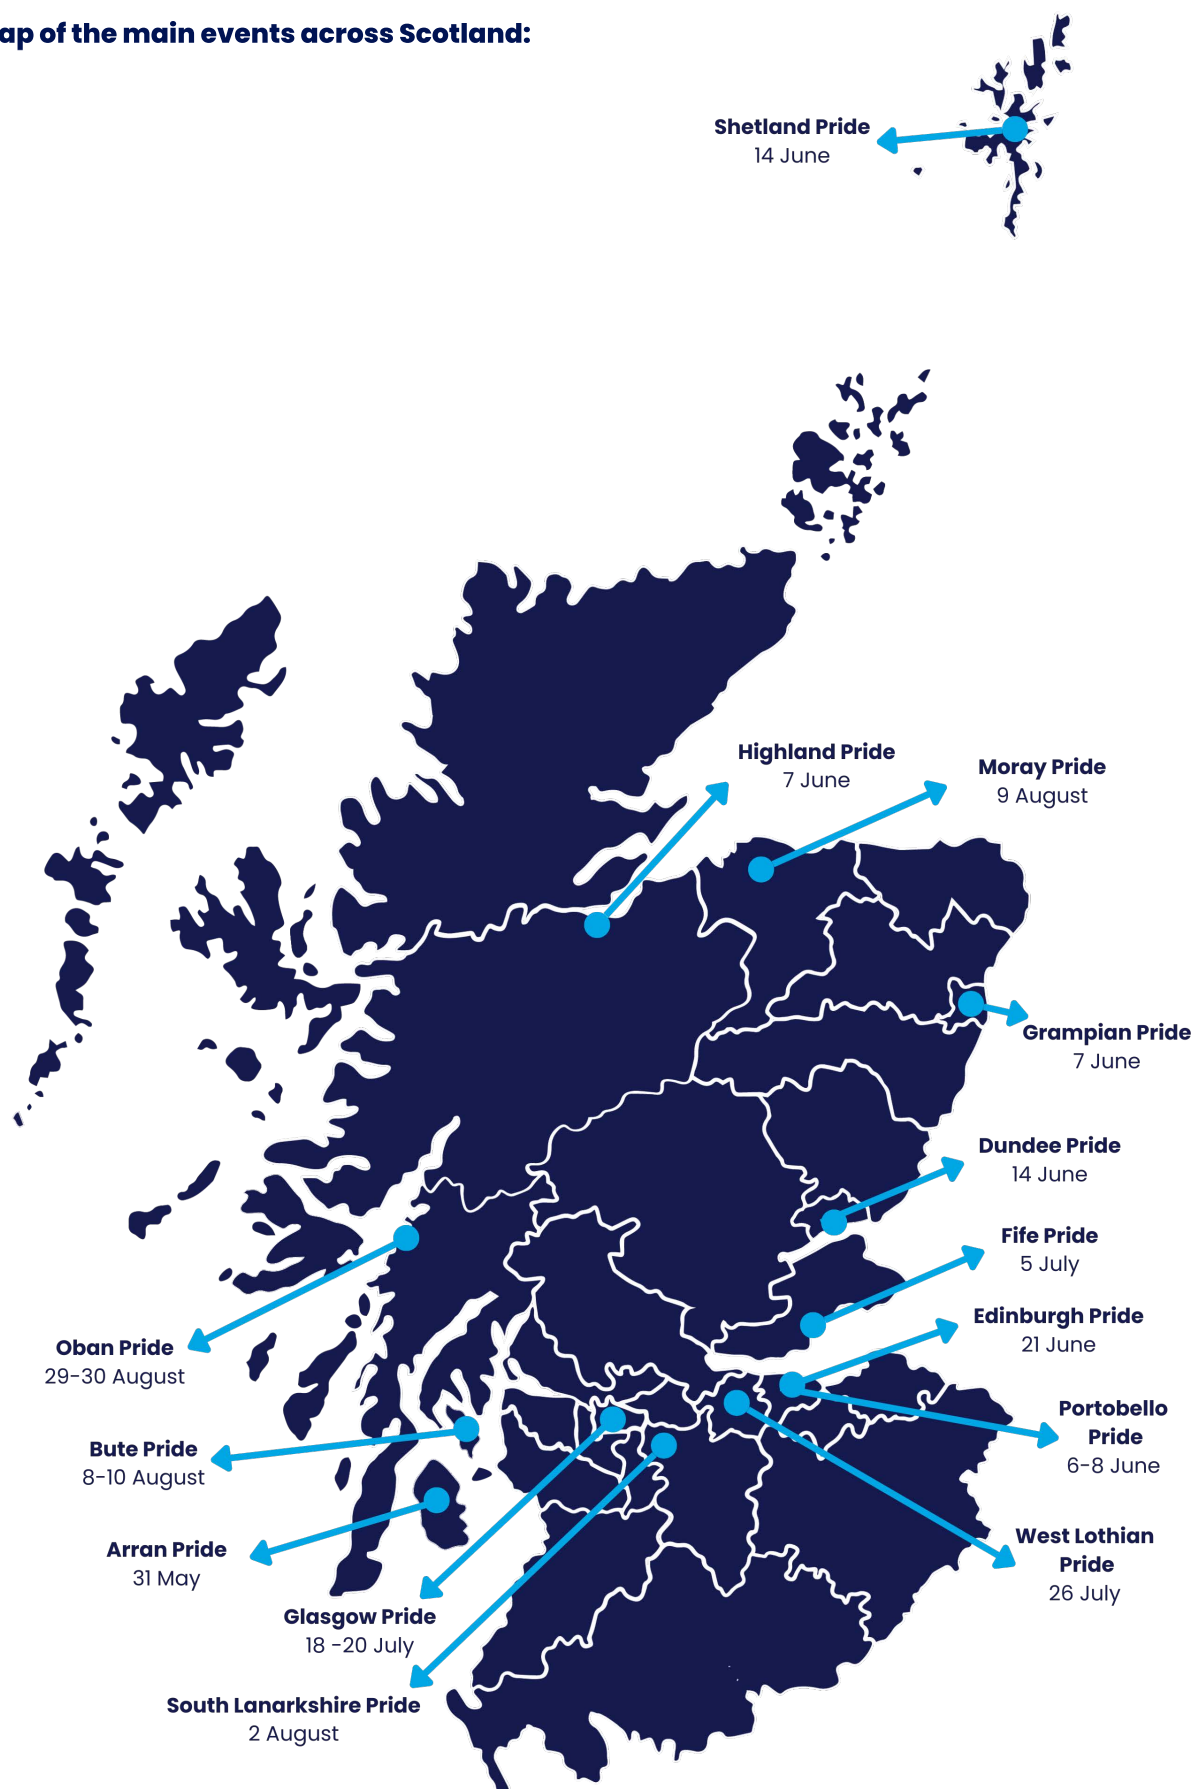 ap of the main events across Scotland:
Shetland Pride
14 June
Highland Pride
7 June
Moray Pride
9 August
Grampian Pride
7 June
Dundee Pride
14 June
Fife Pride
5 July
Edinburgh Pride
21 June
Portobello
Pride
6-8 June
West Lothian
Pride
26 July
Oban Pride
29-30 August
Bute Pride
8-10 August
Arran Pride
31 May
Glasgow Pride
18 -20 July
South Lanarkshire Pride
2 August